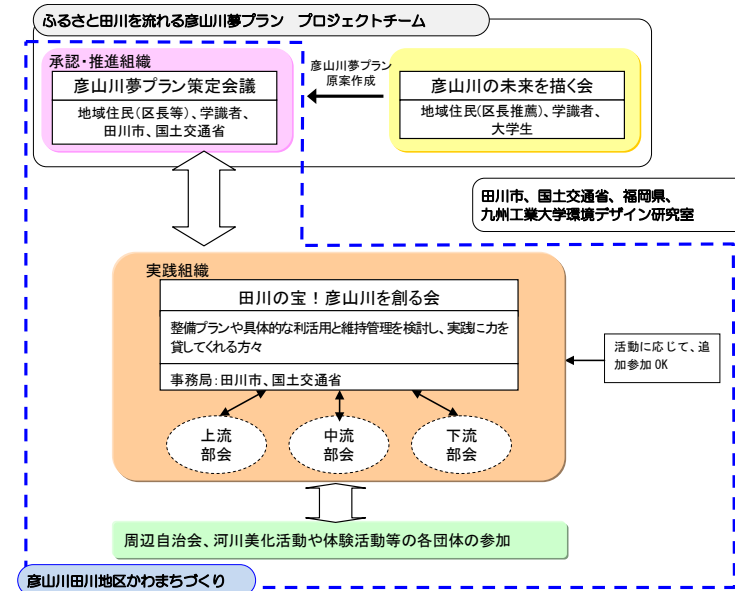 ふるさと田川を流れる彦山川夢プラン　プロジェクトチーム
承認・推進組織
彦山川夢プラン策定会議
地域住民(区長等)、学識者、
田川市、国土交通省
彦山川夢プラン
原案作成
彦山川の未来を描く会
地域住民(区長推薦)、学識者、
大学生
田川市、国土交通省、福岡県、
九州工業大学環境デザイン研究室
実践組織
田川の宝！彦山川を創る会
整備プランや具体的な利活用と維持管理を検討し、実践に力を
貸してくれる方々
事務局:田川市、国土交通省
活動に応じて、追
加参加 OK
上流
部会
中流
部会
下流
部会
周辺自治会、河川美化活動や体験活動等の各団体の参加
彦山川田川地区かわまちづくり